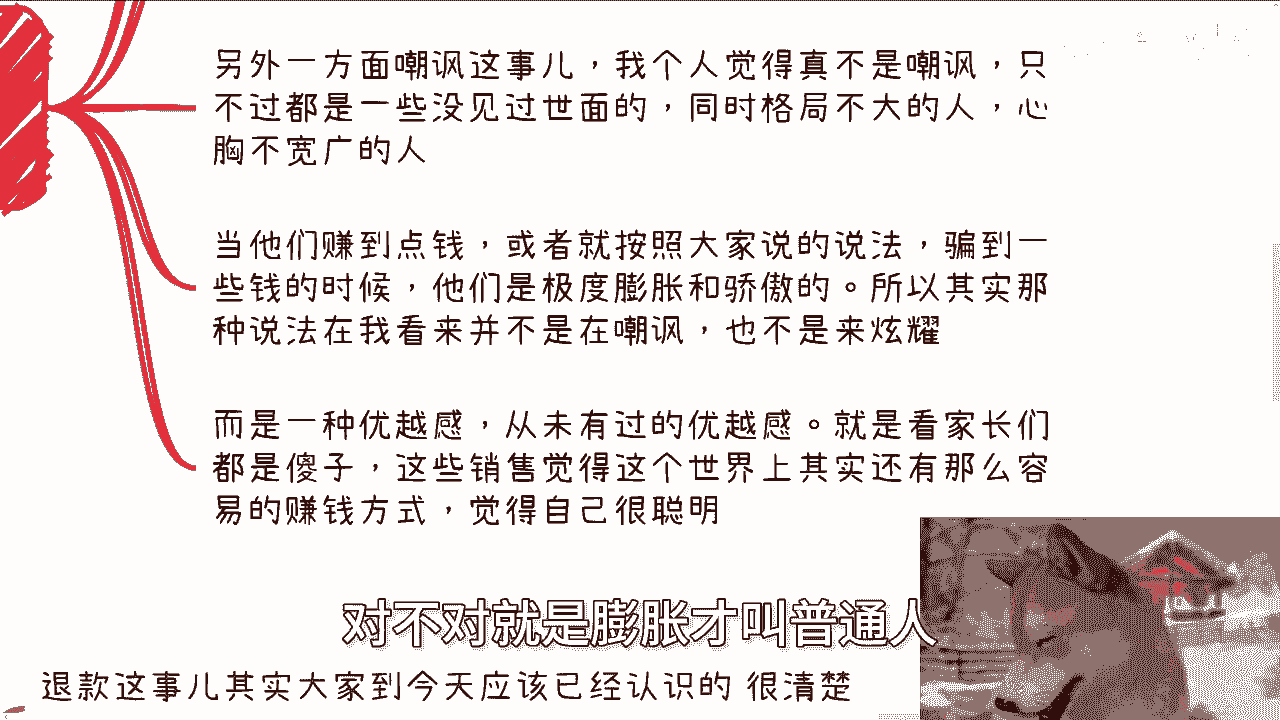 另外一方面嘲讽这事儿，我个人觉得真不是嘲讽，只
不过都是一些没见过世面的，同时格局不大的人，心
胸不宽广的人
当他们赚到点钱，或者就按照大家说的说法，骗到一
些钱的时候，他们是极度膨胀和骄傲的。所以其实那
种说法在我看来并不是在嘲讽，也不是来炫耀
而是一种优越感，从未有过的优越感。就是看家长们
都是傻子，这些销售觉得这个世界上其实还有那么容
易的赚钱方式，觉得自己很聪明
对不对就是膨胀才叫普通人
退款这事儿其实大家到今天应该已经认识的 很清楚